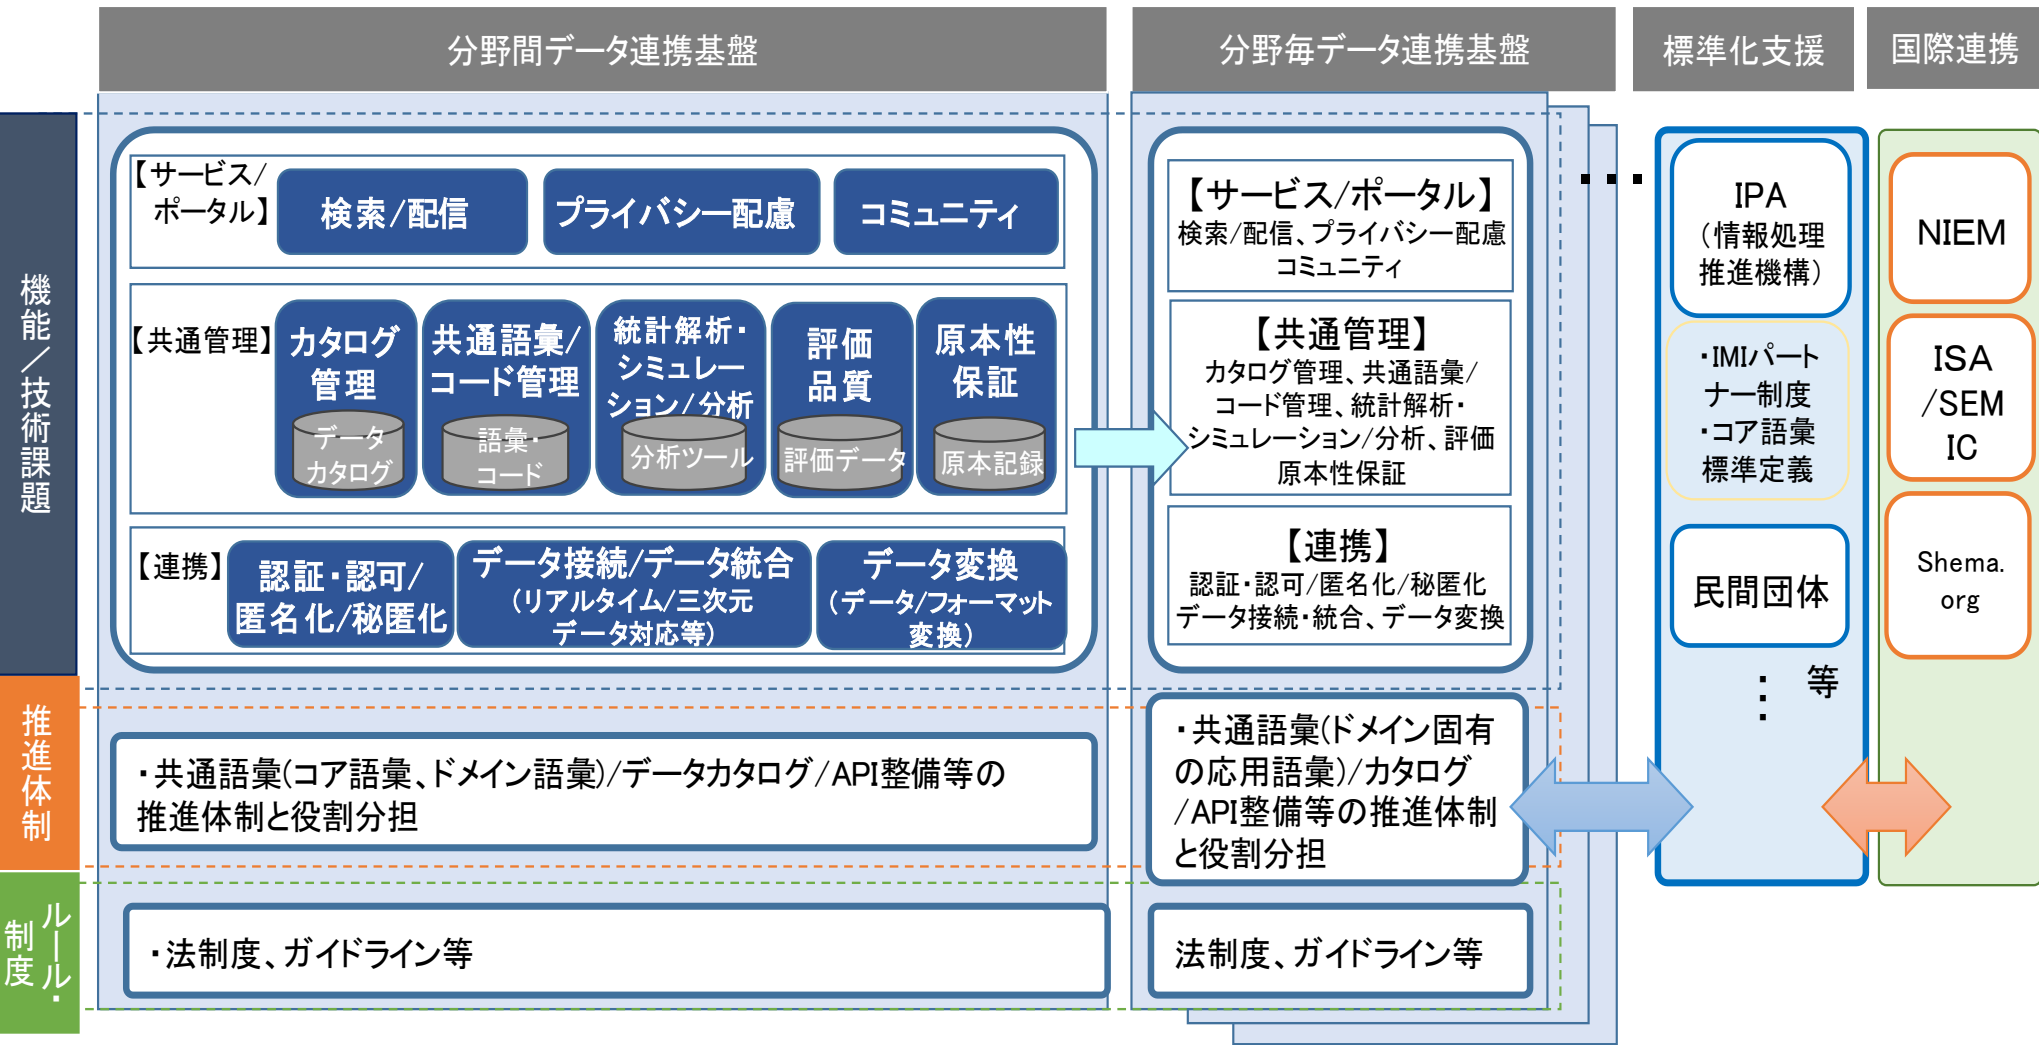 分野間データ連携基盤
分野毎データ連携基盤
標準化支援
国際連携
機能／技術課題
【サービス/
ポータル】
検索/配信
プライバシー配慮
コミュニティ
【共通管理】
カタログ
管理
データ
カタログ
共通語彙/
コード管理
語彙・
コード
統計解析・
シミュレー
ション/分析
分析ツール
評価
品質
評価データ
原本性
保証
原本記録
【連携】
認証・認可/
匿名化/秘匿化
データ接続/データ統合
（リアルタイム/三次元
データ対応等）
データ変換
（データ/フォーマット
変換）
【サービス/ポータル】
検索/配信、プライバシー配慮
コミュニティ
【共通管理】
カタログ管理、共通語彙/
コード管理、統計解析・
シミュレーション/分析、評価
原本性保証
【連携】
認証・認可/匿名化/秘匿化
データ接続・統合、データ変換
・・・
IPA
（情報処理
推進機構）
・IMIパート
ナー制度
・コア語彙
標準定義
民間団体
等
…
NIEM
ISA
/SEM
IC
Shema.
org
推進体制
・共通語彙(コア語彙、ドメイン語彙)/データカタログ/API整備等の
推進体制と役割分担
・共通語彙(ドメイン固有
の応用語彙)/カタログ
/API整備等の推進体制
と役割分担
ルール・
制度
・法制度、ガイドライン等
法制度、ガイドライン等